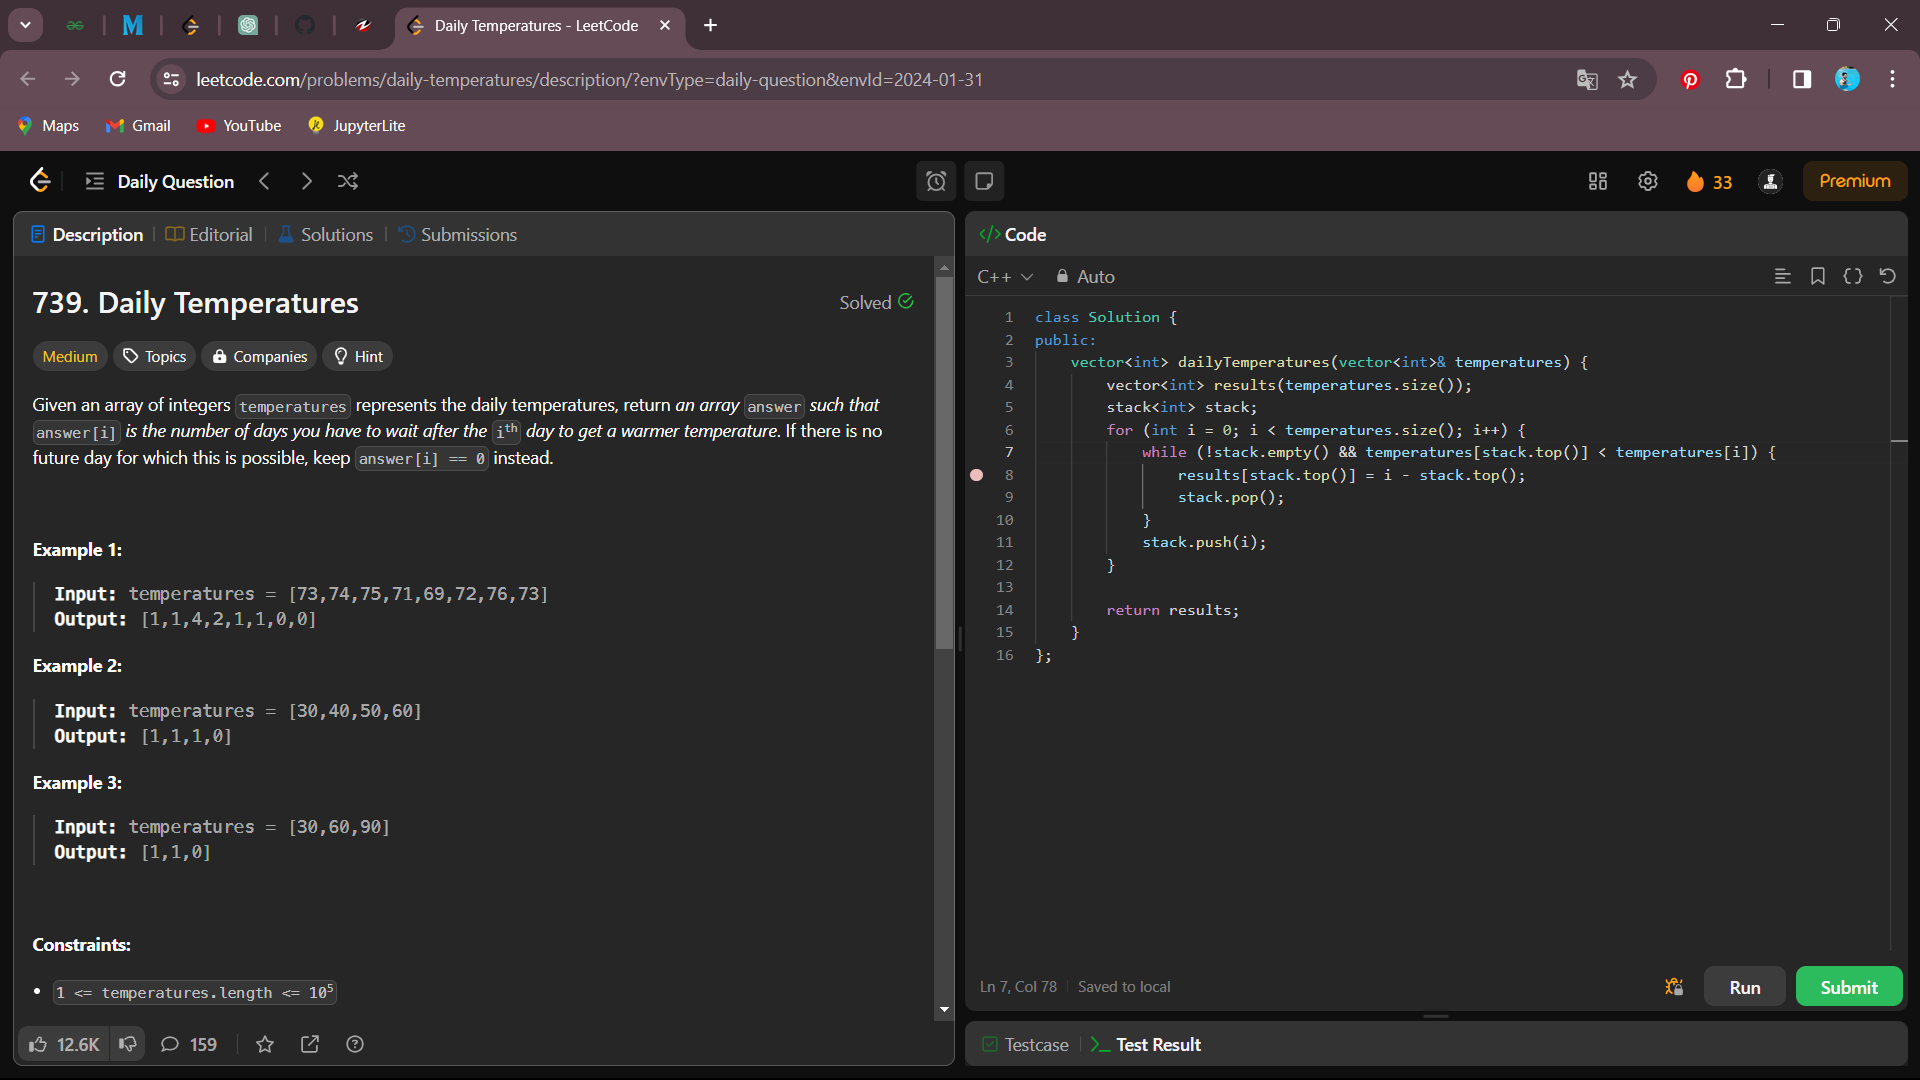 Daily Temperatures - LeetCode
leetcode.com/problems/daily-temperatures/description/?envType=daily-question&envId=2024-01-31
Maps Gmail YouTube JupyterLite
Daily Question 33 Premium
Description Editorial Solutions Submissions
739. Daily Temperatures
Solved
Medium Topics Companies Hint
Given an array of integers temperatures represents the daily temperatures, return an array answer such that
answer[i] is the number of days you have to wait after the ith day to get a warmer temperature. If there is no
future day for which this is possible, keep answer[i] == 0 instead.
Example 1:
Input: temperatures = [73,74,75,71,69,72,76,73]
Output: [1,1,4,2,1,1,0,0]
Example 2:
Input: temperatures = [30,40,50,60]
Output: [1,1,1,0]
Example 3:
Input: temperatures = [30,60,90]
Output: [1,1,0]
Constraints:
• 1 <= temperatures.length <= 10⁵
12.6K 159
</> Code
C++ Auto
1 class Solution {
2 public:
3     vector<int> dailyTemperatures(vector<int>& temperatures) {
4         vector<int> results(temperatures.size());
5         stack<int> stack;
6         for (int i = 0; i < temperatures.size(); i++) {
7             while (!stack.empty() && temperatures[stack.top()] < temperatures[i]) {
8                 results[stack.top()] = i - stack.top();
9                 stack.pop();
10             }
11             stack.push(i);
12         }
13
14         return results;
15     }
16 };
Ln 7, Col 78 Saved to local
Run Submit
Testcase >_ Test Result